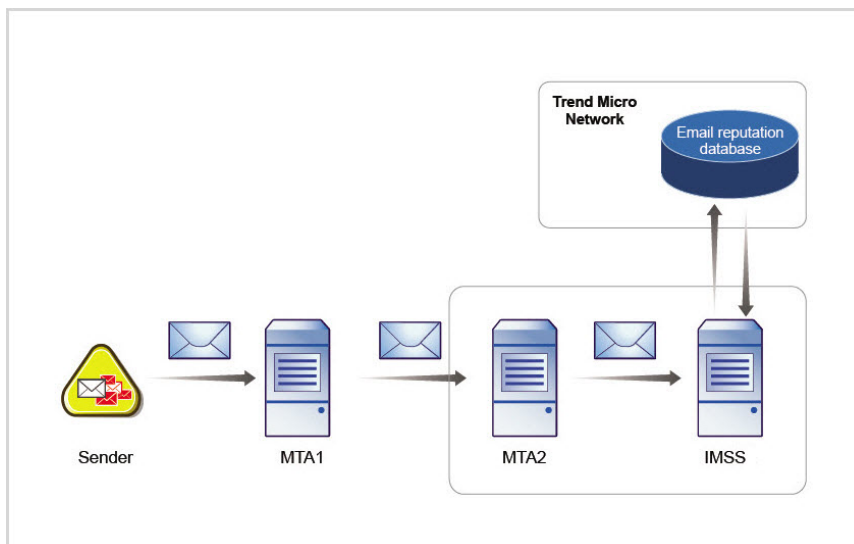 Trend Micro
Network
Email reputation
database
Sender
MTA1
MTA2
IMSS